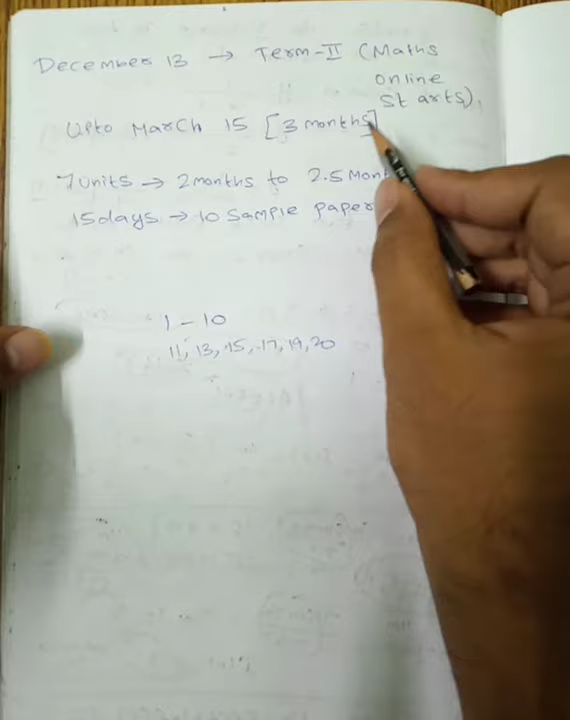 December 13 → Term-II (Maths
online
Starts),
Upto March 15 [3 months]
7 units → 2 months to 2.5 Mon
15 days → 10 Sample paper
1 - 10
11, 13, 15, 17, 19, 20